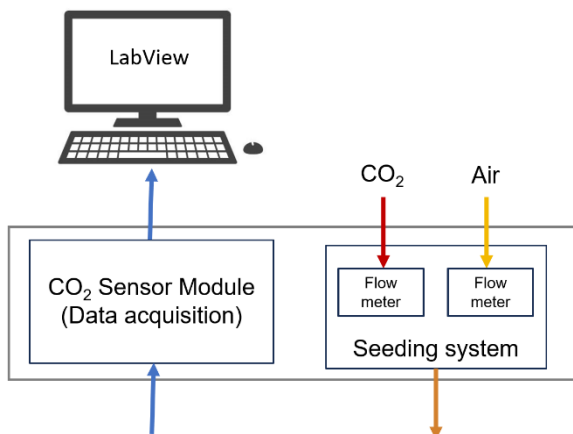 LabView
CO₂
Air
CO₂ Sensor Module
(Data acquisition)
Flow
meter
Flow
meter
Seeding system